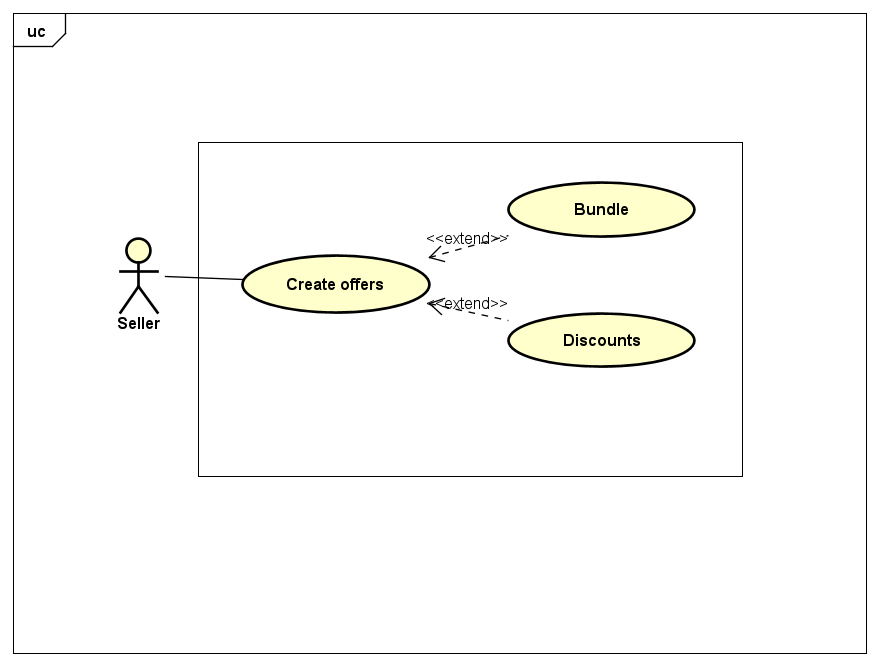 uc
Bundle
<<extend>>
Create offers
<<extend>>
Seller
Discounts